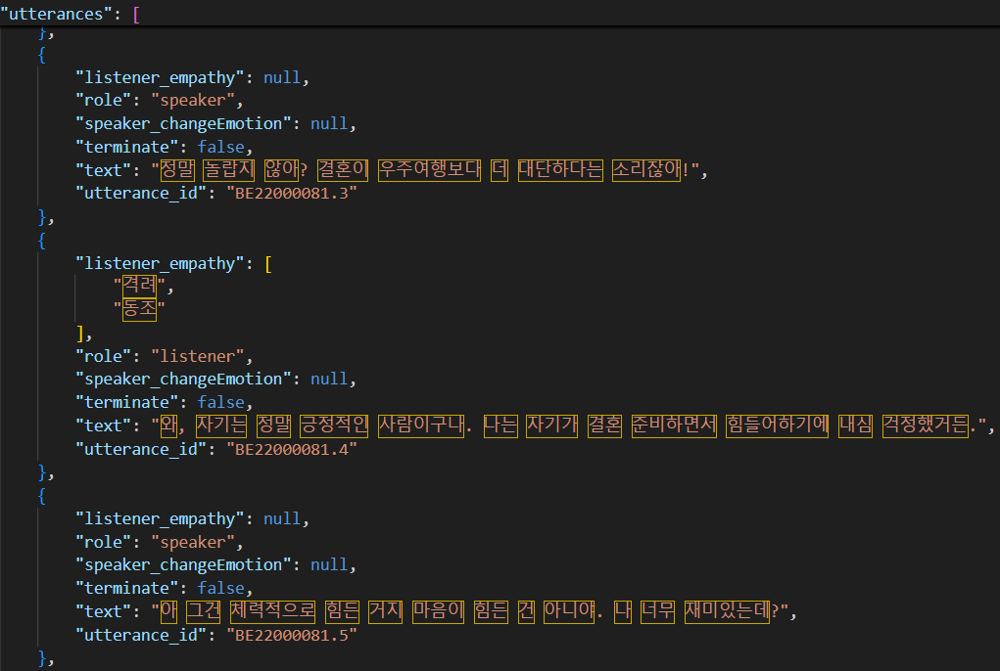 "utterances": [
},
{
"listener_empathy": null,
"role": "speaker",
"speaker_changeEmotion": null,
"terminate": false,
"text": "정말 놀랍지 않아? 결혼이 우주여행보다 더 대단하다는 소리잖아!",
"utterance_id": "BE22000081.3"
},
{
"listener_empathy": [
"격려",
"동조"
],
"role": "listener",
"speaker_changeEmotion": null,
"terminate": false,
"text": "와, 자기는 정말 긍정적인 사람이구나. 나는 자기가 결혼 준비하면서 힘들어하기에 내심 걱정했거든.",
"utterance_id": "BE22000081.4"
},
{
"listener_empathy": null,
"role": "speaker",
"speaker_changeEmotion": null,
"terminate": false,
"text": "아 그건 체력적으로 힘든 거지 마음이 힘든 건 아니야. 나 너무 재미있는데?",
"utterance_id": "BE22000081.5"
},